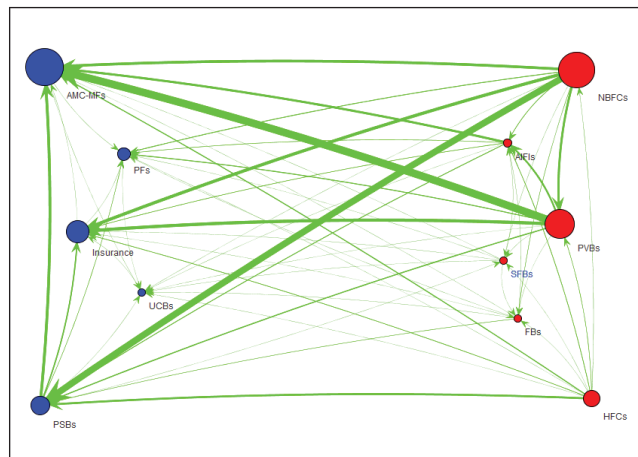 AMC-MFs
NBFCs
AIFIs
PFs
PVBs
Insurance
SFBs
UCBs
FBs
PSBs
HFCs